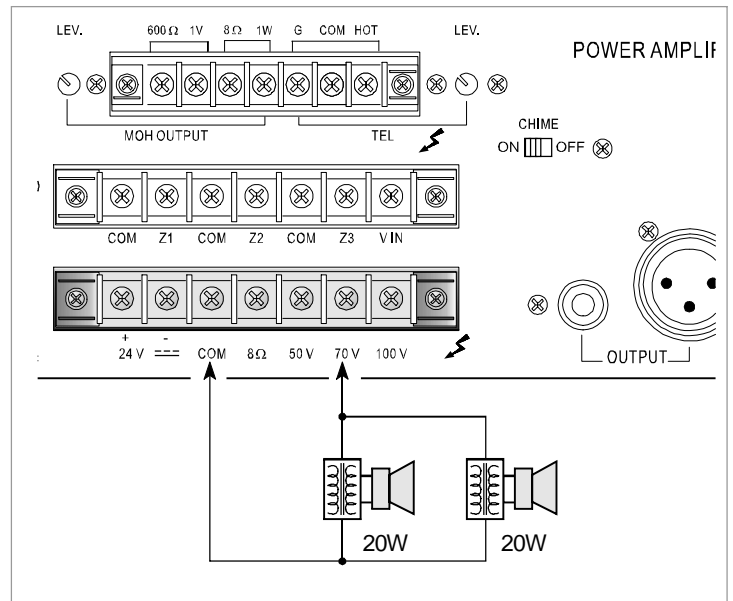 LEV. 600Ω 1V 8Ω 1W G COM HOT LEV.
POWER AMPLIF
MOH OUTPUT TEL
CHIME
ON OFF
COM Z1 COM Z2 COM Z3 V IN
+ -
24 V COM 8Ω 50 V 70 V 100 V
OUTPUT
20W 20W